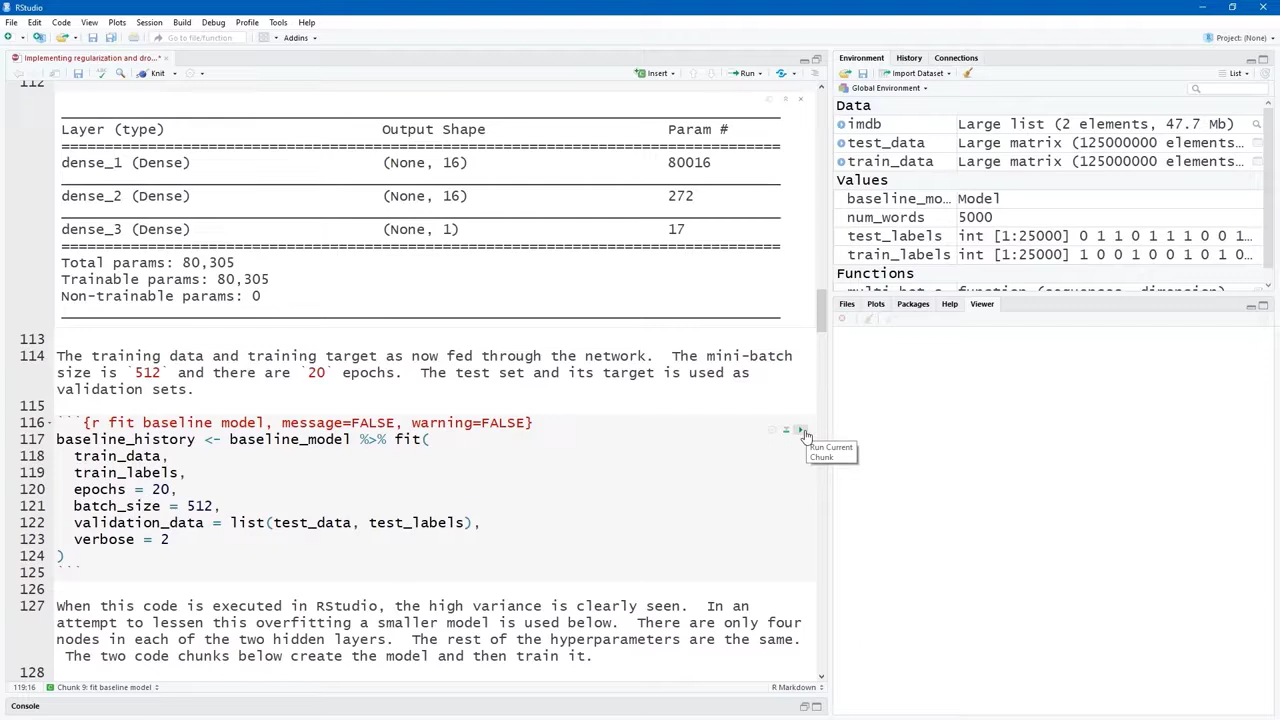 RStudio
File Edit Code View Plots Session Build Debug Profile Tools Help
Go to file/function Addins Project: (None)
Implementing regularization and dro...*
Knit Insert Run
112
Layer (type) Output Shape Param #
================================================================================
dense_1 (Dense) (None, 16) 80016
dense_2 (Dense) (None, 16) 272
dense_3 (Dense) (None, 1) 17
================================================================================
Total params: 80,305
Trainable params: 80,305
Non-trainable params: 0
113
114 The training data and training target as now fed through the network. The mini-batch
size is `512` and there are `20` epochs. The test set and its target is used as
validation sets.
115
116 ```{r fit baseline model, message=FALSE, warning=FALSE}
117 baseline_history <- baseline_model %>% fit(
118 train_data,
119 train_labels,
120 epochs = 20,
121 batch_size = 512,
122 validation_data = list(test_data, test_labels),
123 verbose = 2
124 )
125 ```
126
127 When this code is executed in RStudio, the high variance is clearly seen. In an
attempt to lessen this overfitting a smaller model is used below. There are only four
nodes in each of the two hidden layers. The rest of the hyperparameters are the same.
The two code chunks below create the model and then train it.
128
Run Current
Chunk
119:16 Chunk 9: fit baseline model R Markdown
Console
Environment History Connections
Import Dataset List
Global Environment
Data
imdb Large list (2 elements, 47.7 Mb)
test_data Large matrix (125000000 elements...
train_data Large matrix (125000000 elements...
Values
baseline_mo... Model
num_words 5000
test_labels int [1:25000] 0 1 1 0 1 1 1 0 0 1...
train_labels int [1:25000] 1 0 0 1 0 0 1 0 1 0...
Functions
Files Plots Packages Help Viewer